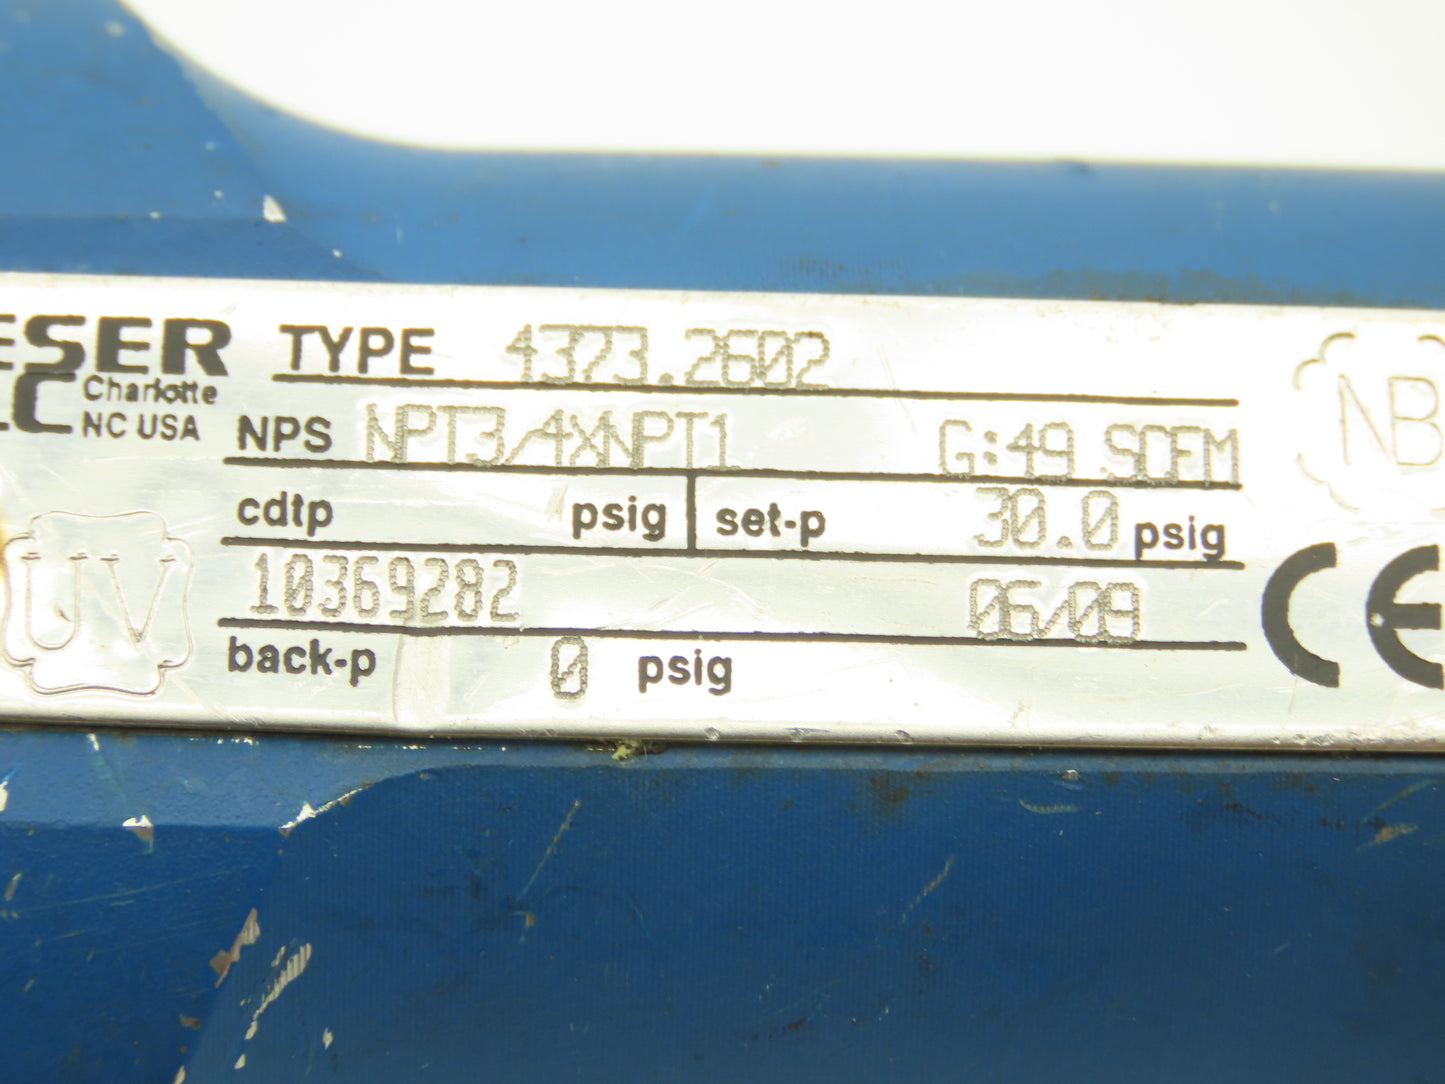 ESER TYPE 4373.2602
LC Charlotte
NC USA NPS NPT3/4XNPT1 G:49 SCFM
cdtp psig set-p 30.0 psig
10369282 06/09
back-p 0 psig
UV
NB
CE